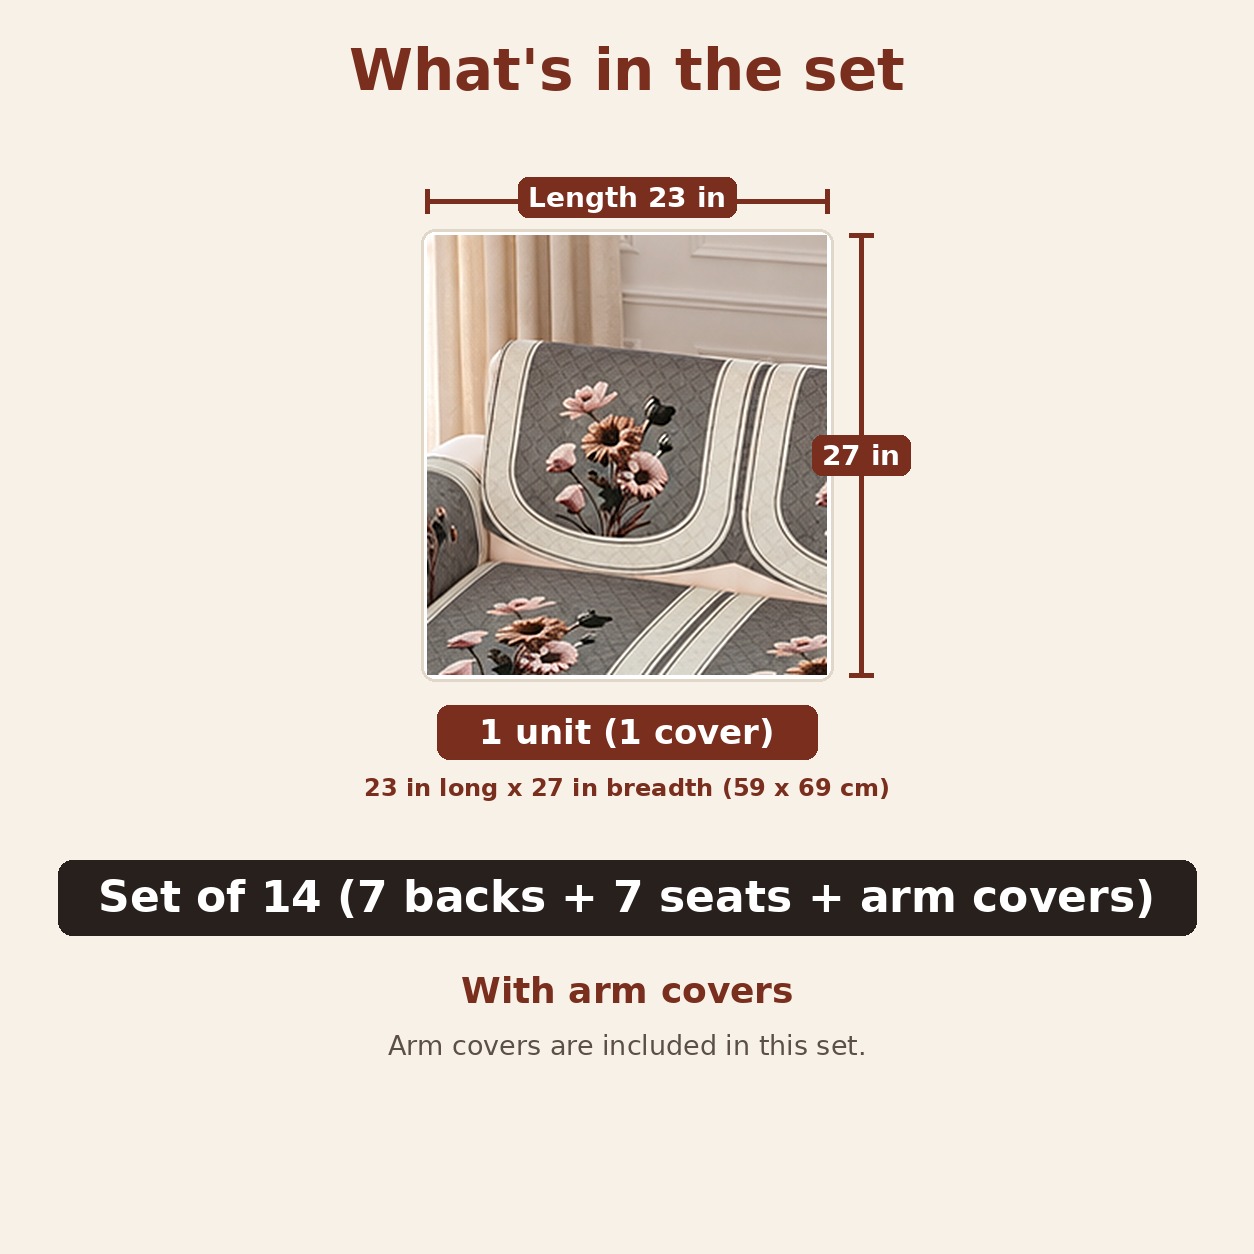 What's in the set
Length 23 in
27 in
1 unit (1 cover)
23 in long x 27 in breadth (59 x 69 cm)
Set of 14 (7 backs + 7 seats + arm covers)
With arm covers
Arm covers are included in this set.